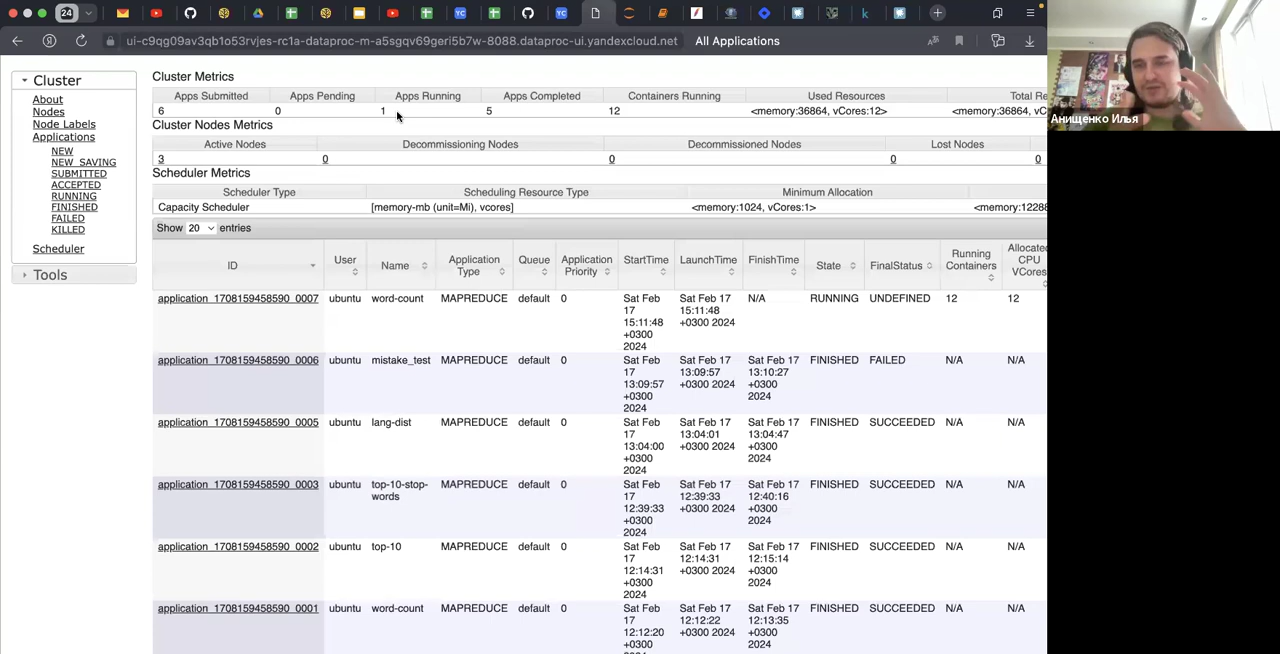 24
ui-c9qg09av3qb1o53rvjes-rc1a-dataproc-m-a5sgqv69geri5b7w-8088.dataproc-ui.yandexcloud.net All Applications
Анищенко Илья
Cluster
About
Nodes
Node Labels
Applications
NEW
NEW_SAVING
SUBMITTED
ACCEPTED
RUNNING
FINISHED
FAILED
KILLED
Scheduler
Tools
Cluster Metrics
Apps Submitted Apps Pending Apps Running Apps Completed Containers Running Used Resources Total Re
6 0 1 5 12 <memory:36864, vCores:12> <memory:36864, vC
Cluster Nodes Metrics
Active Nodes Decommissioning Nodes Decommissioned Nodes Lost Nodes
3 0 0 0 0
Scheduler Metrics
Scheduler Type Scheduling Resource Type Minimum Allocation
Capacity Scheduler [memory-mb (unit=Mi), vcores] <memory:1024, vCores:1> <memory:12288
Show 20 entries
ID User Name Application Type Queue Application Priority StartTime LaunchTime FinishTime State FinalStatus Running Containers Allocated CPU VCores
application_1708159458590_0007 ubuntu word-count MAPREDUCE default 0 Sat Feb 17 15:11:48 +0300 2024 Sat Feb 17 15:11:48 +0300 2024 N/A RUNNING UNDEFINED 12 12
application_1708159458590_0006 ubuntu mistake_test MAPREDUCE default 0 Sat Feb 17 13:09:57 +0300 2024 Sat Feb 17 13:09:57 +0300 2024 Sat Feb 17 13:10:27 +0300 2024 FINISHED FAILED N/A N/A
application_1708159458590_0005 ubuntu lang-dist MAPREDUCE default 0 Sat Feb 17 13:04:00 +0300 2024 Sat Feb 17 13:04:01 +0300 2024 Sat Feb 17 13:04:47 +0300 2024 FINISHED SUCCEEDED N/A N/A
application_1708159458590_0003 ubuntu top-10-stop-words MAPREDUCE default 0 Sat Feb 17 12:39:33 +0300 2024 Sat Feb 17 12:39:33 +0300 2024 Sat Feb 17 12:40:16 +0300 2024 FINISHED SUCCEEDED N/A N/A
application_1708159458590_0002 ubuntu top-10 MAPREDUCE default 0 Sat Feb 17 12:14:31 +0300 2024 Sat Feb 17 12:14:31 +0300 2024 Sat Feb 17 12:15:14 +0300 2024 FINISHED SUCCEEDED N/A N/A
application_1708159458590_0001 ubuntu word-count MAPREDUCE default 0 Sat Feb 17 12:12:20 +0300 Sat Feb 17 12:12:22 +0300 2024 Sat Feb 17 12:13:35 +0300 2024 FINISHED SUCCEEDED N/A N/A